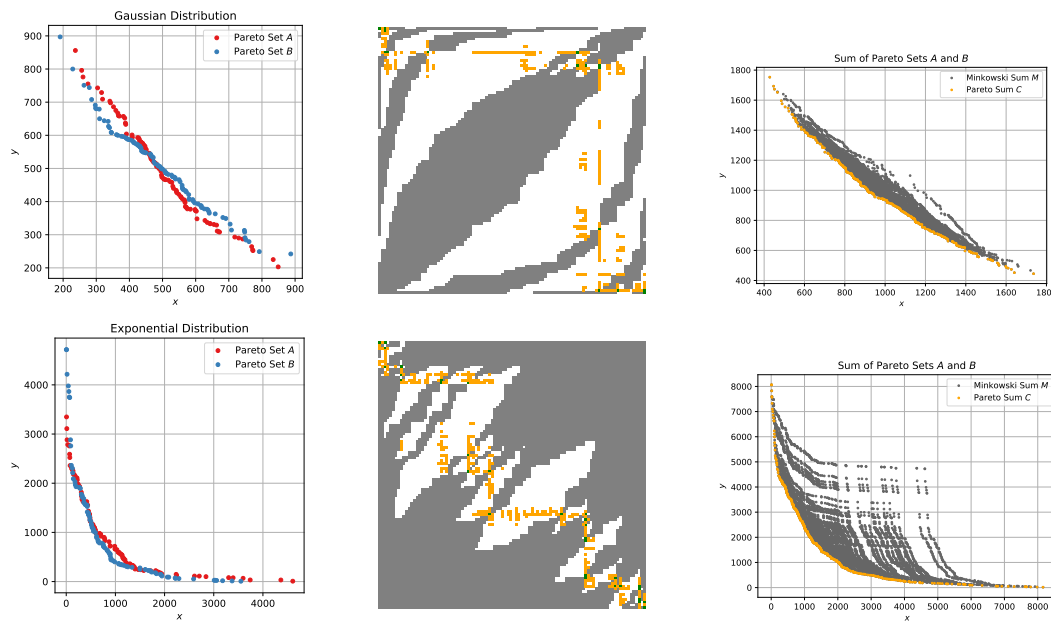 Gaussian Distribution
Pareto Set A
Pareto Set B
900
800
700
600
500
400
300
200
y
200 300 400 500 600 700 800 900
x
Sum of Pareto Sets A and B
Minkowski Sum M
Pareto Sum C
1800
1600
1400
1200
1000
800
600
400
y
400 600 800 1000 1200 1400 1600 1800
x
Exponential Distribution
Pareto Set A
Pareto Set B
4000
3000
2000
1000
0
y
0 1000 2000 3000 4000
x
Sum of Pareto Sets A and B
Minkowski Sum M
Pareto Sum C
8000
7000
6000
5000
4000
3000
2000
1000
0
y
0 1000 2000 3000 4000 5000 6000 7000 8000
x